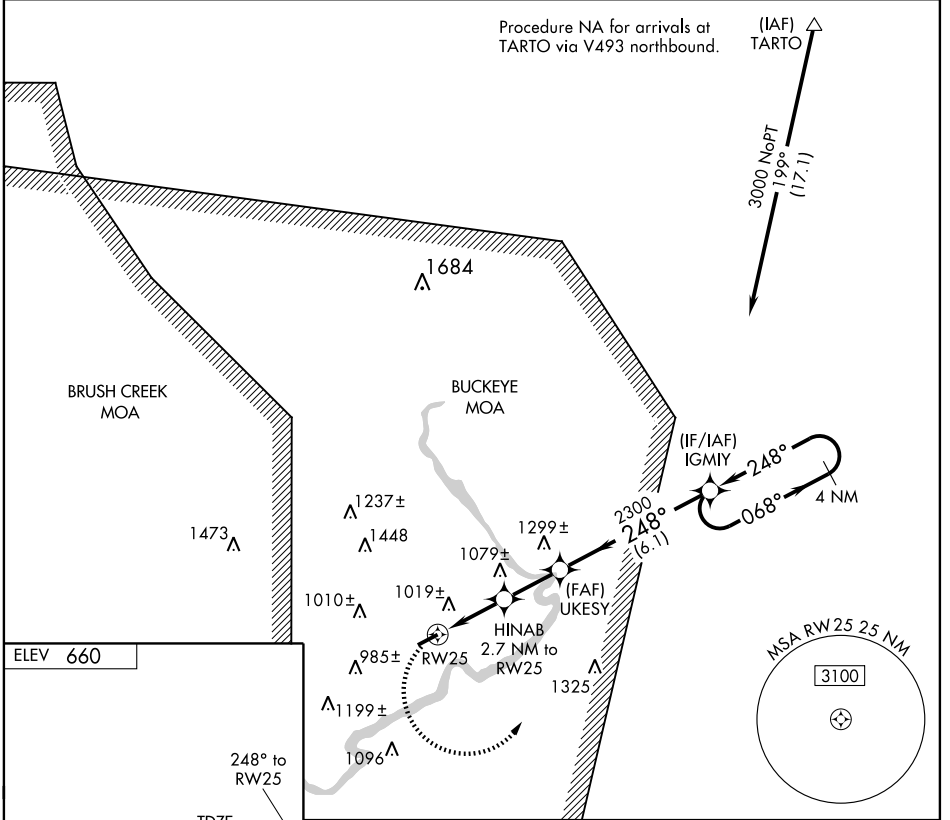 Procedure NA for arrivals at
TARTO via V493 northbound.
(IAF)
TARTO
3000 NoPT
199°
(17.1)
1684
BRUSH CREEK
MOA
BUCKEYE
MOA
(IF/IAF)
IGMIY
248°
068°
4 NM
2300
248°
(6.1)
1237±
1473
1448
1299±
1079±
1010±
1019±
(FAF)
UKESY
HINAB
2.7 NM to
RW25
RW25
ELEV 660
985±
1325
1199±
1096
MSA RW25 25 NM
3100
248° to
RW25